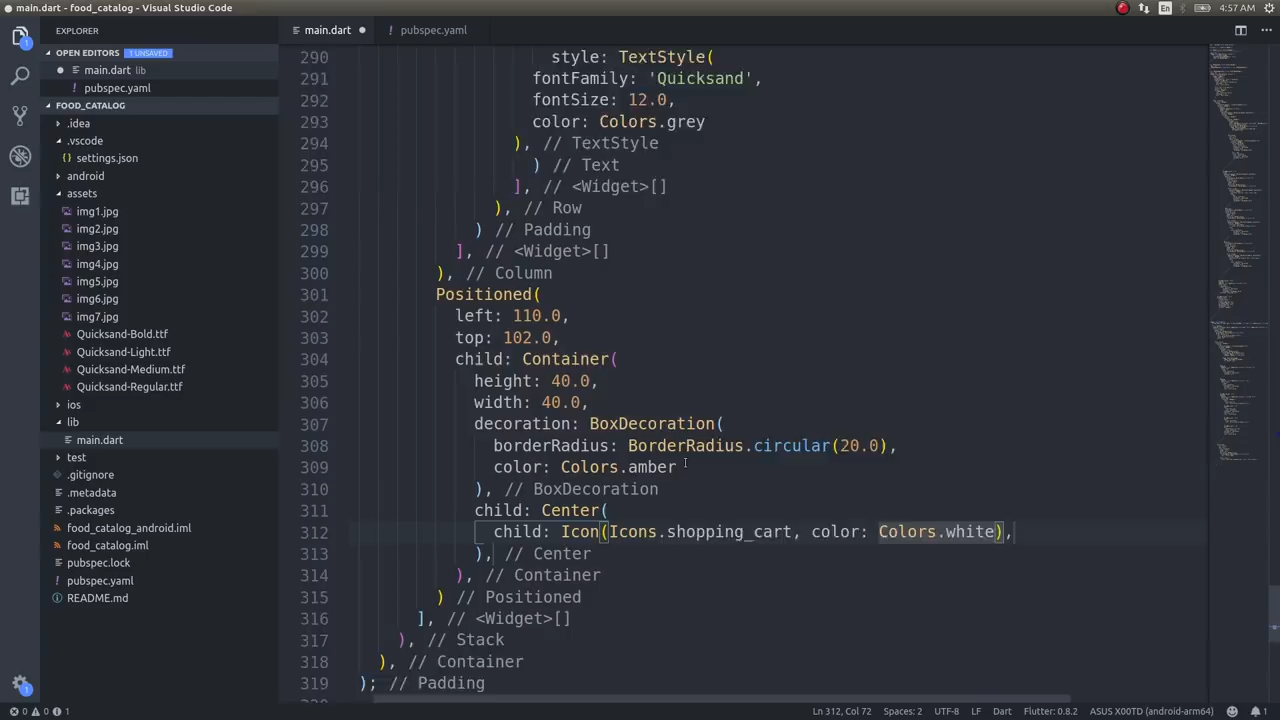 main.dart • food_catalog - Visual Studio Code
En
4:57 AM
EXPLORER
OPEN EDITORS 1 UNSAVED
● main.dart lib
pubspec.yaml
FOOD_CATALOG
.idea
.vscode
settings.json
android
assets
img1.jpg
img2.jpg
img3.jpg
img4.jpg
img5.jpg
img6.jpg
img7.jpg
Quicksand-Bold.ttf
Quicksand-Light.ttf
Quicksand-Medium.ttf
Quicksand-Regular.ttf
ios
lib
main.dart
test
.gitignore
.metadata
.packages
food_catalog_android.iml
food_catalog.iml
pubspec.lock
pubspec.yaml
README.md
main.dart ●
pubspec.yaml
290 style: TextStyle(
291 fontFamily: 'Quicksand',
292 fontSize: 12.0,
293 color: Colors.grey
294 ), // TextStyle
295 ) // Text
296 ], // <Widget>[]
297 ), // Row
298 ) // Padding
299 ], // <Widget>[]
300 ), // Column
301 Positioned(
302 left: 110.0,
303 top: 102.0,
304 child: Container(
305 height: 40.0,
306 width: 40.0,
307 decoration: BoxDecoration(
308 borderRadius: BorderRadius.circular(20.0),
309 color: Colors.amber
310 ), // BoxDecoration
311 child: Center(
312 child: Icon(Icons.shopping_cart, color: Colors.white),
313 ), // Center
314 ), // Container
315 ) // Positioned
316 ], // <Widget>[]
317 ), // Stack
318 ), // Container
319 ); // Padding
1
1
0 0 1
Ln 312, Col 72 Spaces: 2 UTF-8 LF Dart Flutter: 0.8.2 ASUS X00TD (android-arm64) 1